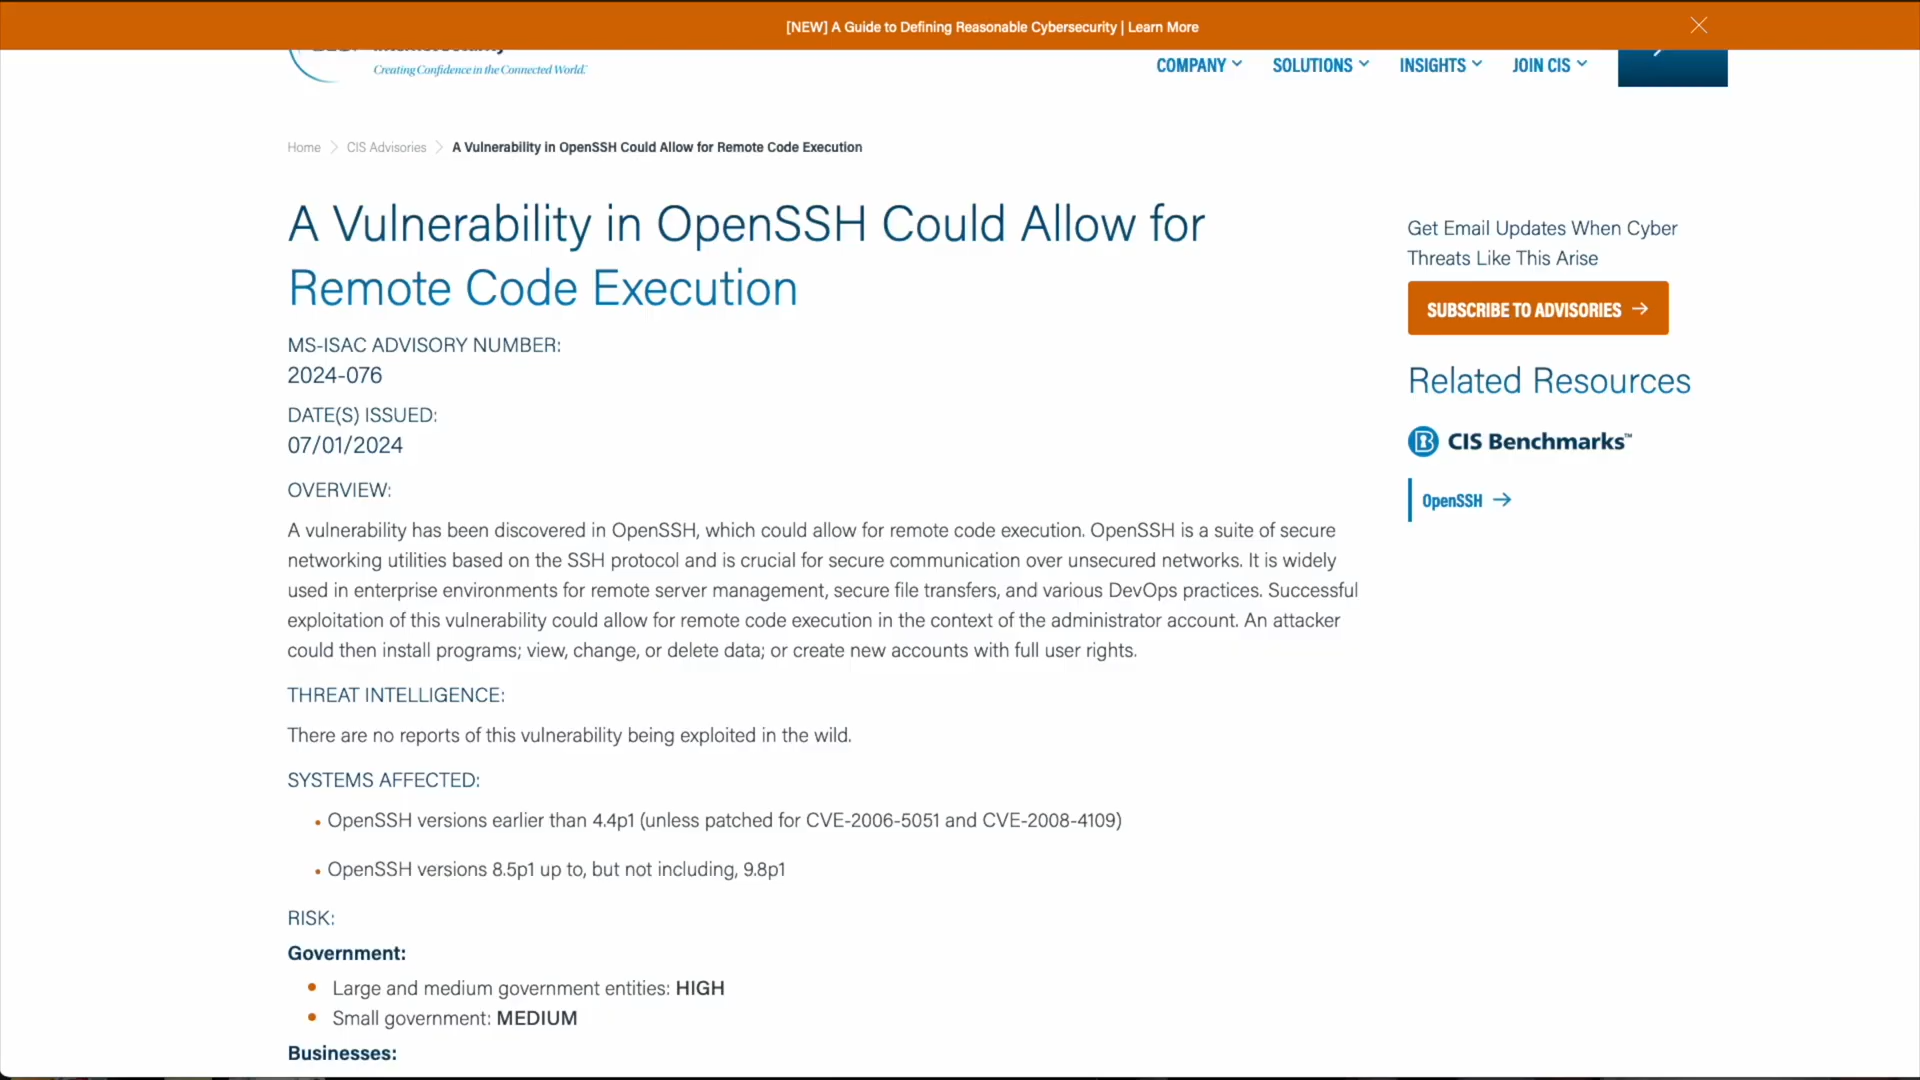 [NEW] A Guide to Defining Reasonable Cybersecurity | Learn More
Creating Confidence in the Connected World.
COMPANY
SOLUTIONS
INSIGHTS
JOIN CIS
Home
CIS Advisories
A Vulnerability in OpenSSH Could Allow for Remote Code Execution
A Vulnerability in OpenSSH Could Allow for
Remote Code Execution
MS-ISAC ADVISORY NUMBER:
2024-076
DATE(S) ISSUED:
07/01/2024
OVERVIEW:
A vulnerability has been discovered in OpenSSH, which could allow for remote code execution. OpenSSH is a suite of secure
networking utilities based on the SSH protocol and is crucial for secure communication over unsecured networks. It is widely
used in enterprise environments for remote server management, secure file transfers, and various DevOps practices. Successful
exploitation of this vulnerability could allow for remote code execution in the context of the administrator account. An attacker
could then install programs; view, change, or delete data; or create new accounts with full user rights.
THREAT INTELLIGENCE:
There are no reports of this vulnerability being exploited in the wild.
SYSTEMS AFFECTED:
• OpenSSH versions earlier than 4.4p1 (unless patched for CVE-2006-5051 and CVE-2008-4109)
• OpenSSH versions 8.5p1 up to, but not including, 9.8p1
RISK:
Government:
• Large and medium government entities: HIGH
• Small government: MEDIUM
Businesses:
Get Email Updates When Cyber
Threats Like This Arise
SUBSCRIBE TO ADVISORIES
Related Resources
CIS Benchmarks™
OpenSSH